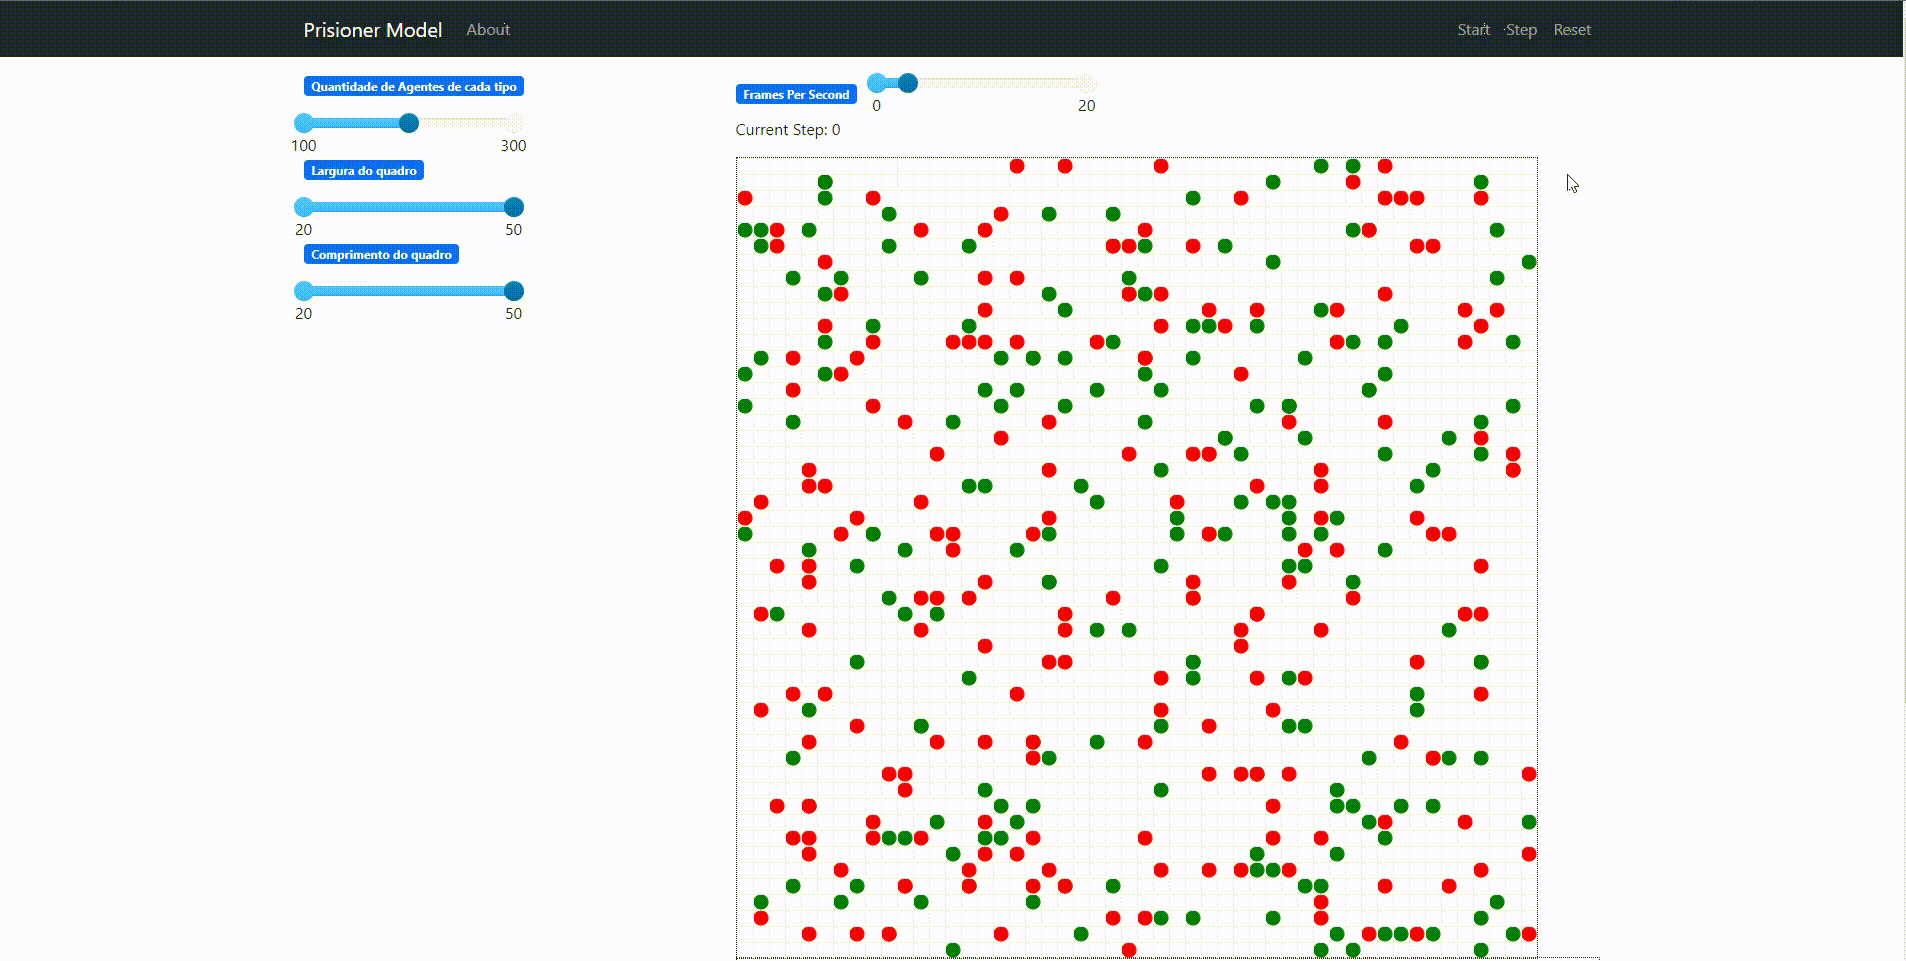 Prisioner Model About Start Step Reset
Quantidade de Agentes de cada tipo
100 300
Largura do quadro
20 50
Comprimento do quadro
20 50
Frames Per Second
0 20
Current Step: 0